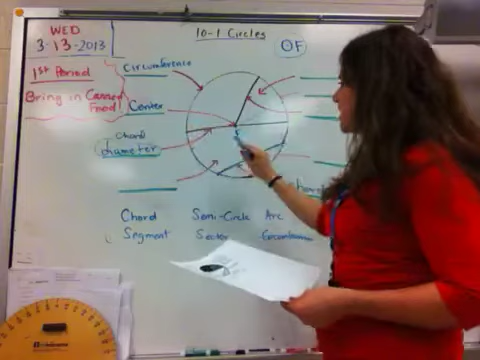 WED
3-13-2013
1st Period
Bring in Canned
Food!
10-1 Circles
OF
Circumference
Center
Chord
diameter
Chord Semi-Circle Arc
Segment Sector Circumference